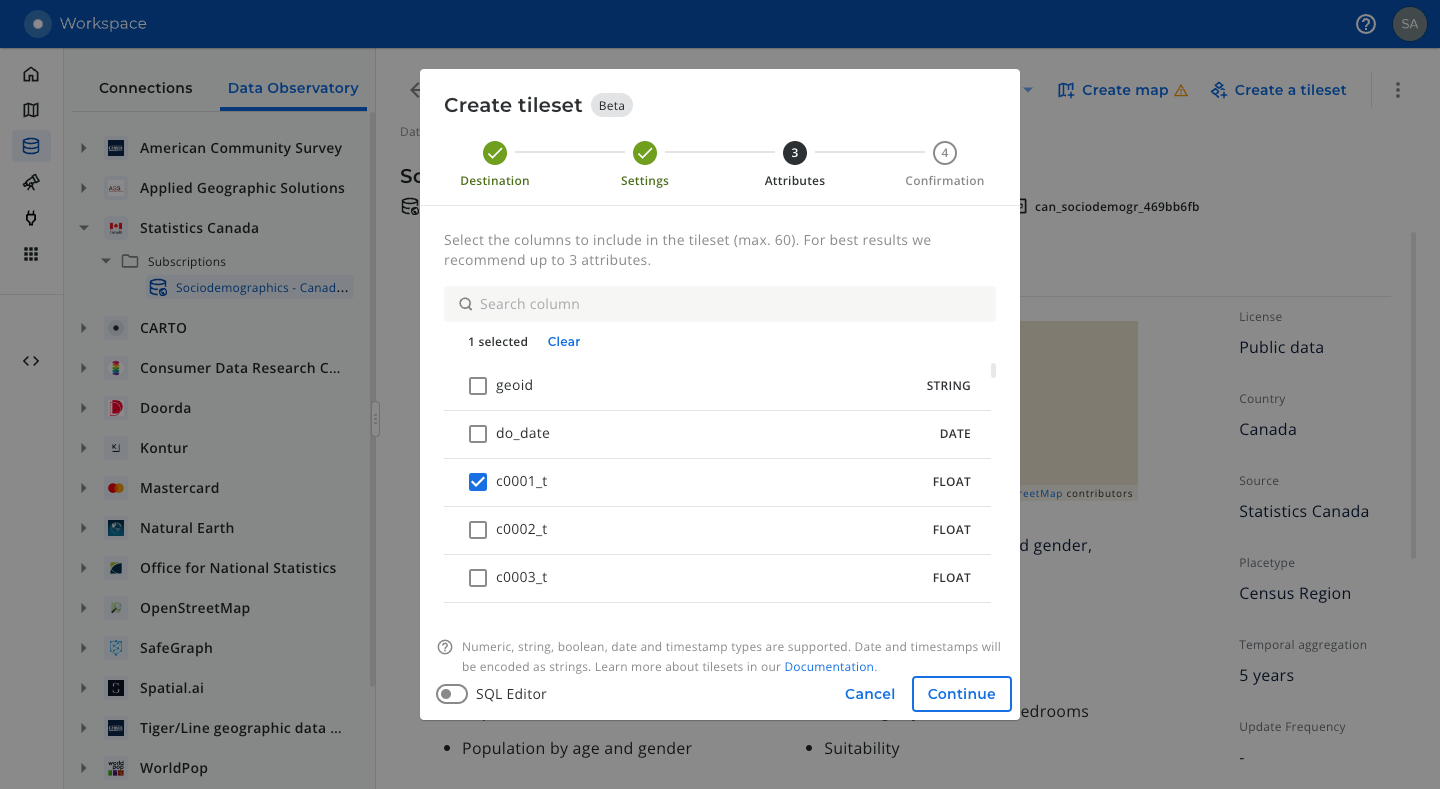 Workspace
SA
Connections
Data Observatory
American Community Survey
Applied Geographic Solutions
Statistics Canada
Subscriptions
Sociodemographics - Canad...
CARTO
Consumer Data Research C...
Doorda
Kontur
Mastercard
Natural Earth
Office for National Statistics
OpenStreetMap
SafeGraph
Spatial.ai
Tiger/Line geographic data ...
WorldPop
Create map
Create a tileset
can_sociodemogr_469bb6fb
Create tileset
Beta
3
4
Destination
Settings
Attributes
Confirmation
Select the columns to include in the tileset (max. 60). For best results we
recommend up to 3 attributes.
Search column
1 selected
Clear
geoid
STRING
do_date
DATE
c0001_t
FLOAT
c0002_t
FLOAT
c0003_t
FLOAT
Numeric, string, boolean, date and timestamp types are supported. Date and timestamps will
be encoded as strings. Learn more about tilesets in our Documentation.
SQL Editor
Cancel
Continue
contributors
gender,
Population by age and gender
Suitability
License
Public data
Country
Canada
Source
Statistics Canada
Placetype
Census Region
Temporal aggregation
5 years
Update Frequency
-